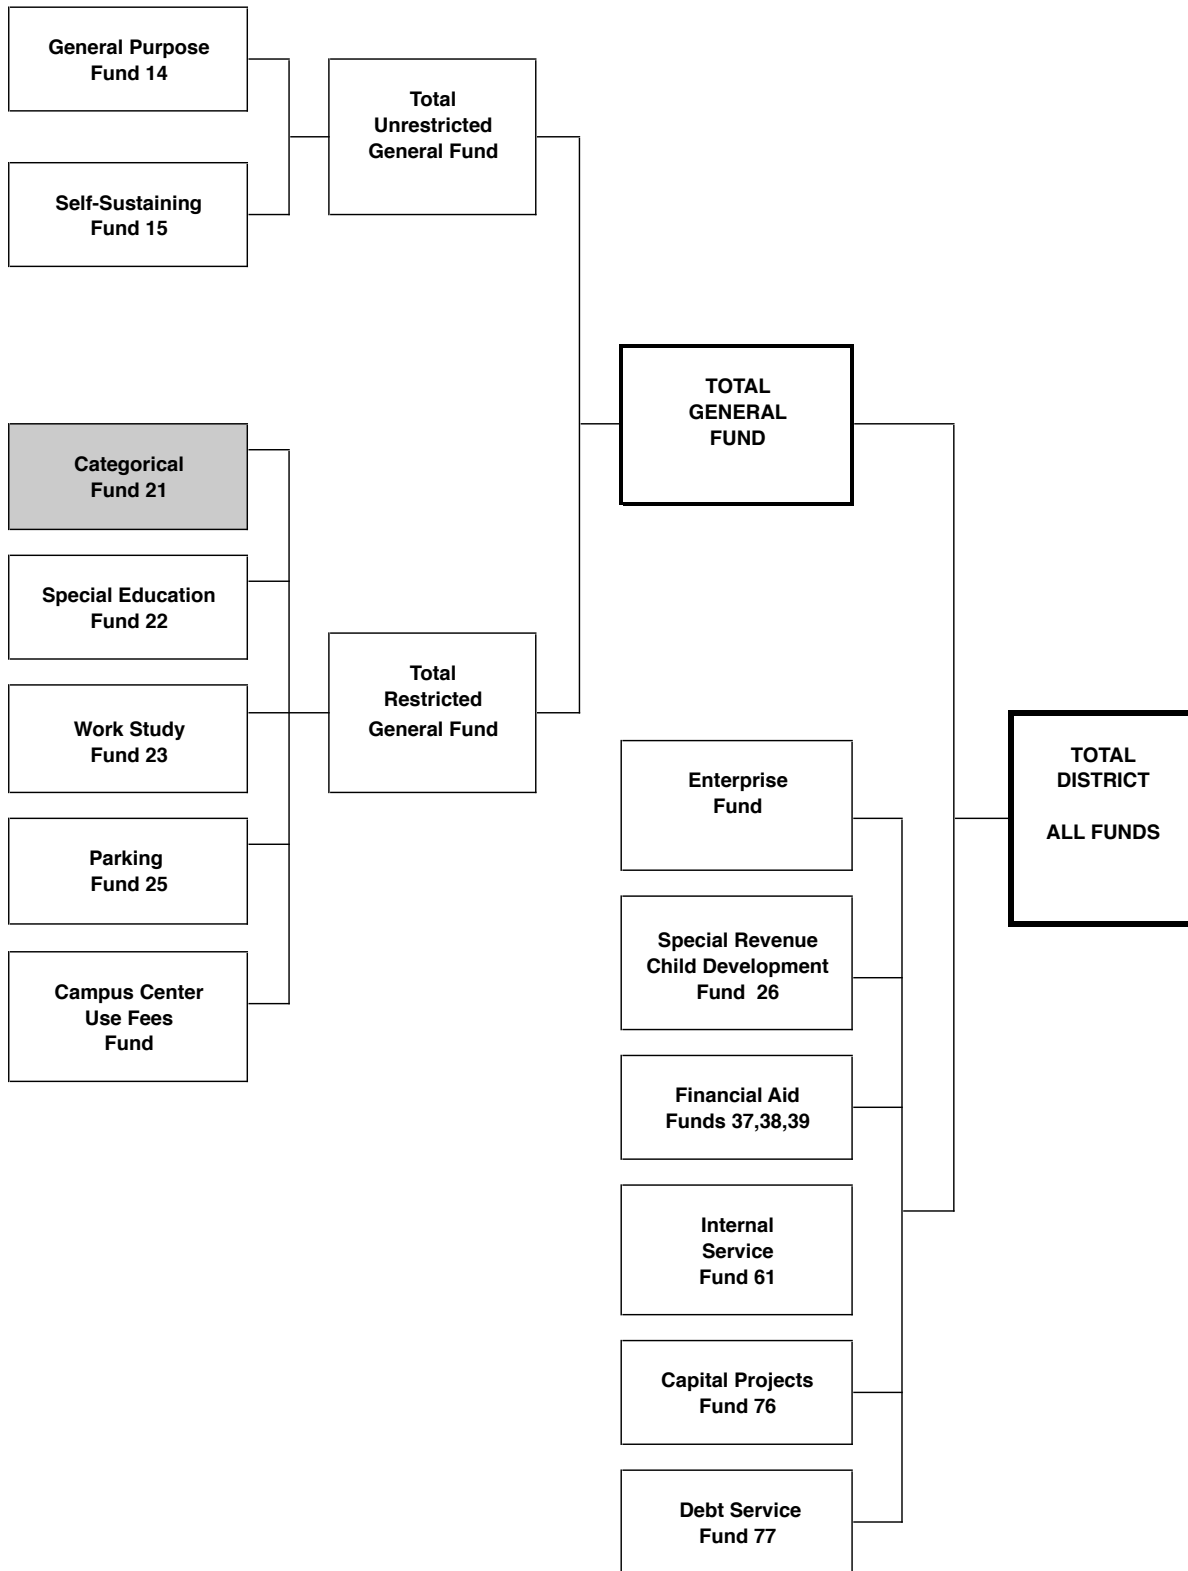 General Purpose
Fund 14
Self-Sustaining
Fund 15
Total
Unrestricted
General Fund
Categorical
Fund 21
Special Education
Fund 22
Work Study
Fund 23
Parking
Fund 25
Campus Center
Use Fees
Fund
Total
Restricted
General Fund
TOTAL
GENERAL
FUND
Enterprise
Fund
Special Revenue
Child Development
Fund  26
Financial Aid
Funds 37,38,39
Internal
Service
Fund 61
Capital Projects
Fund 76
Debt Service
Fund 77
TOTAL
DISTRICT
ALL FUNDS